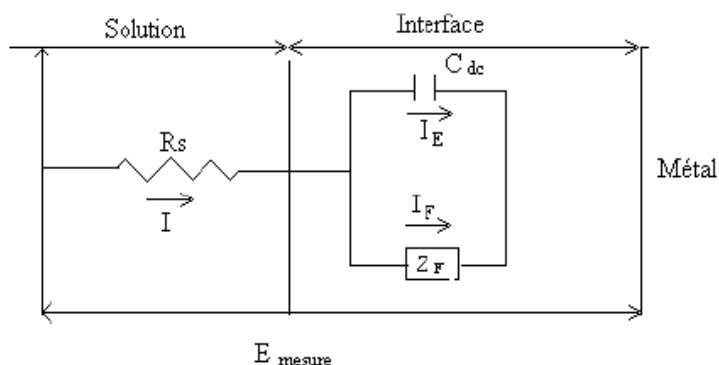 Solution
Interface
C dc
I E
Rs
I
Métal
I F
Z F
E mesure